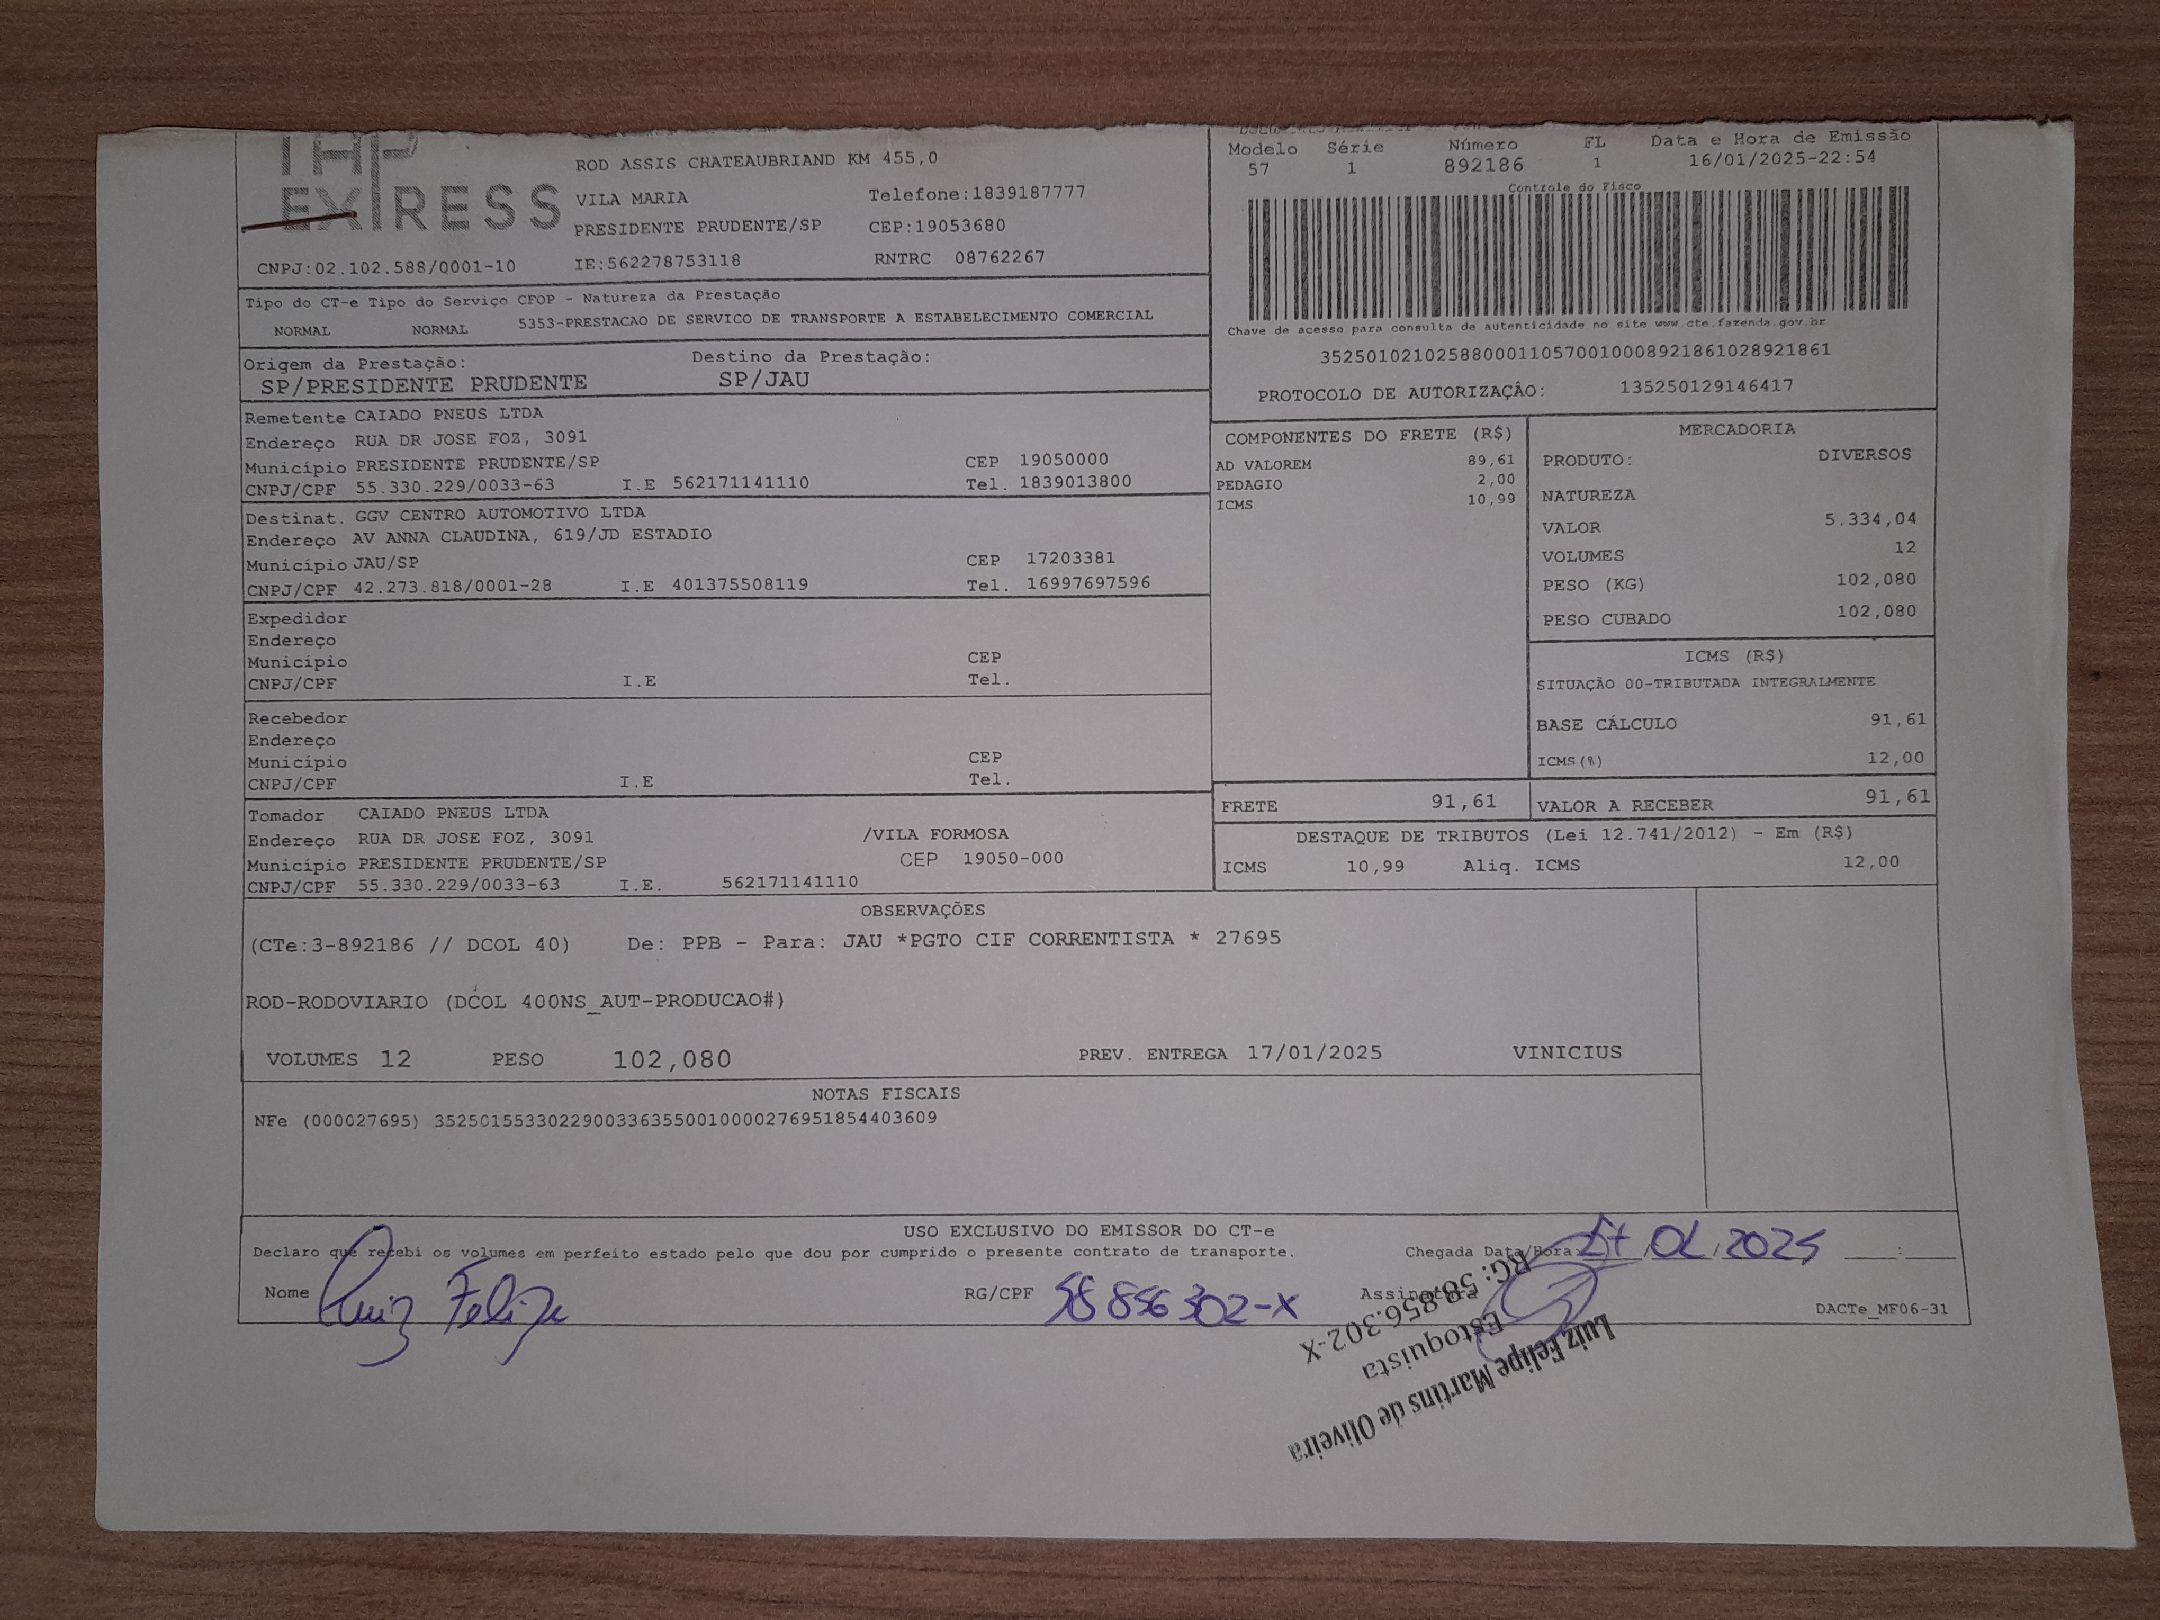 EXPRESS
ROD ASSIS CHATEAUBRIAND KM 455,0
VILA MARIA Telefone:1839187777
PRESIDENTE PRUDENTE/SP CEP:19053680
CNPJ:02.102.588/0001-10 IE:562278753118 RNTRC 08762267
Modelo Série Número FL Data e Hora de Emissão
57 1 892186 1 16/01/2025-22:54
Controle do Fisco
Chave de acesso para consulta de autenticidade no site www.cte.fazenda.gov.br
35250102102588000110570010008921861028921861
PROTOCOLO DE AUTORIZAÇÃO: 135250129146417
Tipo do CT-e Tipo do Serviço CFOP - Natureza da Prestação
NORMAL NORMAL 5353-PRESTACAO DE SERVICO DE TRANSPORTE A ESTABELECIMENTO COMERCIAL
Origem da Prestação: Destino da Prestação:
SP/PRESIDENTE PRUDENTE SP/JAU
Remetente CAIADO PNEUS LTDA
Endereço RUA DR JOSE FOZ, 3091
Município PRESIDENTE PRUDENTE/SP CEP 19050000
CNPJ/CPF 55.330.229/0033-63 I.E 562171141110 Tel. 1839013800
Destinat. GGV CENTRO AUTOMOTIVO LTDA
Endereço AV ANNA CLAUDINA, 619/JD ESTADIO
Município JAU/SP CEP 17203381
CNPJ/CPF 42.273.818/0001-28 I.E 401375508119 Tel. 16997697596
Expedidor
Endereço
Município CEP
CNPJ/CPF I.E Tel.
Recebedor
Endereço
Município CEP
CNPJ/CPF I.E Tel.
Tomador CAIADO PNEUS LTDA
Endereço RUA DR JOSE FOZ, 3091 /VILA FORMOSA
Município PRESIDENTE PRUDENTE/SP CEP 19050-000
CNPJ/CPF 55.330.229/0033-63 I.E. 562171141110
COMPONENTES DO FRETE (R$)
AD VALOREM 89,61
PEDAGIO 2,00
ICMS 10,99
MERCADORIA
PRODUTO: DIVERSOS
NATUREZA
VALOR 5.334,04
VOLUMES 12
PESO (KG) 102,080
PESO CUBADO 102,080
ICMS (R$)
SITUAÇÃO 00-TRIBUTADA INTEGRALMENTE
BASE CÁLCULO 91,61
ICMS(%) 12,00
FRETE 91,61 VALOR A RECEBER 91,61
DESTAQUE DE TRIBUTOS (Lei 12.741/2012) - Em (R$)
ICMS 10,99 Aliq. ICMS 12,00
OBSERVAÇÕES
(CTe:3-892186 // DCOL 40) De: PPB - Para: JAU *PGTO CIF CORRENTISTA * 27695
ROD-RODOVIARIO (DCOL 400NS_AUT-PRODUCAO#)
VOLUMES 12 PESO 102,080 PREV. ENTREGA 17/01/2025 VINICIUS
NOTAS FISCAIS
NFe (000027695) 35250155330229003363550010000276951854403609
USO EXCLUSIVO DO EMISSOR DO CT-e
Declaro que recebi os volumes em perfeito estado pelo que dou por cumprido o presente contrato de transporte. Chegada Data/Hora: 17/01/2025 ____:____
Nome Luiz Felipe RG/CPF 58 856 302-X Assinatura
DACTe_MF06-31
Luiz Felipe Martins de Oliveira
Estoquista
RG: 58.856.302-X